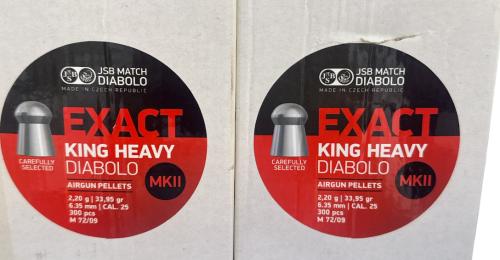 JSB MATCH
DIABOLO
MADE IN CZECH REPUBLIC
EXACT
KING HEAVY
DIABOLO
MKII
CAREFULLY
SELECTED
AIRGUN PELLETS
2,20 g | 33,95 gr
6.35 mm | CAL. 25
300 pcs
M 72/09
JSB MATCH
DIABOLO
MADE IN CZECH REPUBLIC
EXACT
KING HEAVY
DIABOLO
MKII
CAREFULLY
SELECTED
AIRGUN PELLETS
2,20 g | 33,95 gr
6.35 mm | CAL. 25
300 pcs
M 72/09